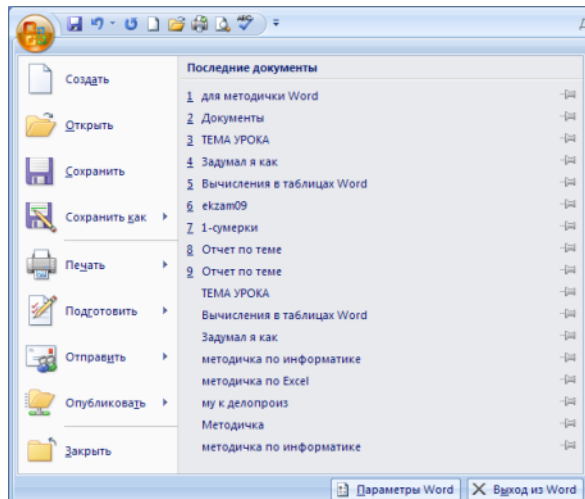 Создать
Открыть
Сохранить
Сохранить как
Печать
Подготовить
Отправить
Опубликовать
Закрыть
Последние документы
1 для методички Word
2 Документы
3 ТЕМА УРОКА
4 Задумал я как
5 Вычисления в таблицах Word
6 ekzam09
7 1-сумерки
8 Отчет по теме
9 Отчет по теме
ТЕМА УРОКА
Вычисления в таблицах Word
Задумал я как
методичка по информатике
методичка по Excel
му к делопроиз
Методичка
методичка по информатике
Параметры Word
Выход из Word